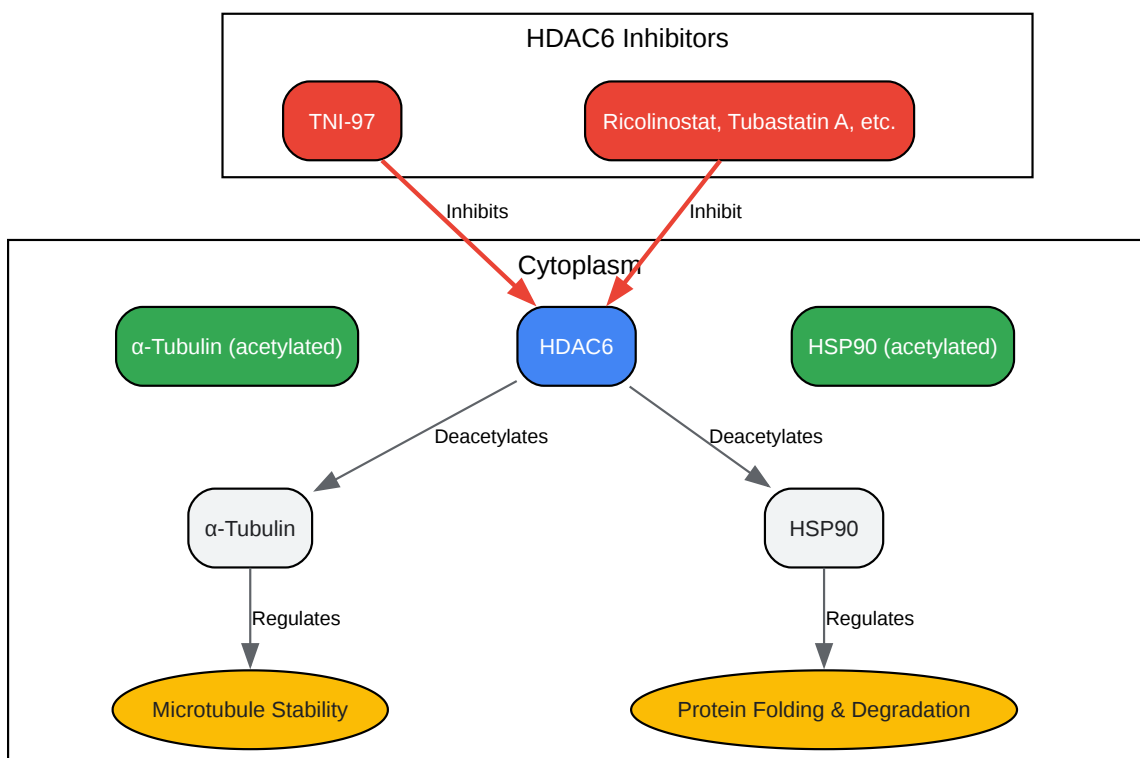 HDAC6 Inhibitors
TNI-97
Ricolinostat, Tubastatin A, etc.
Inhibits
Inhibit
Cytoplasm
α-Tubulin (acetylated)
HDAC6
HSP90 (acetylated)
Deacetylates
Deacetylates
α-Tubulin
HSP90
Regulates
Regulates
Microtubule Stability
Protein Folding & Degradation